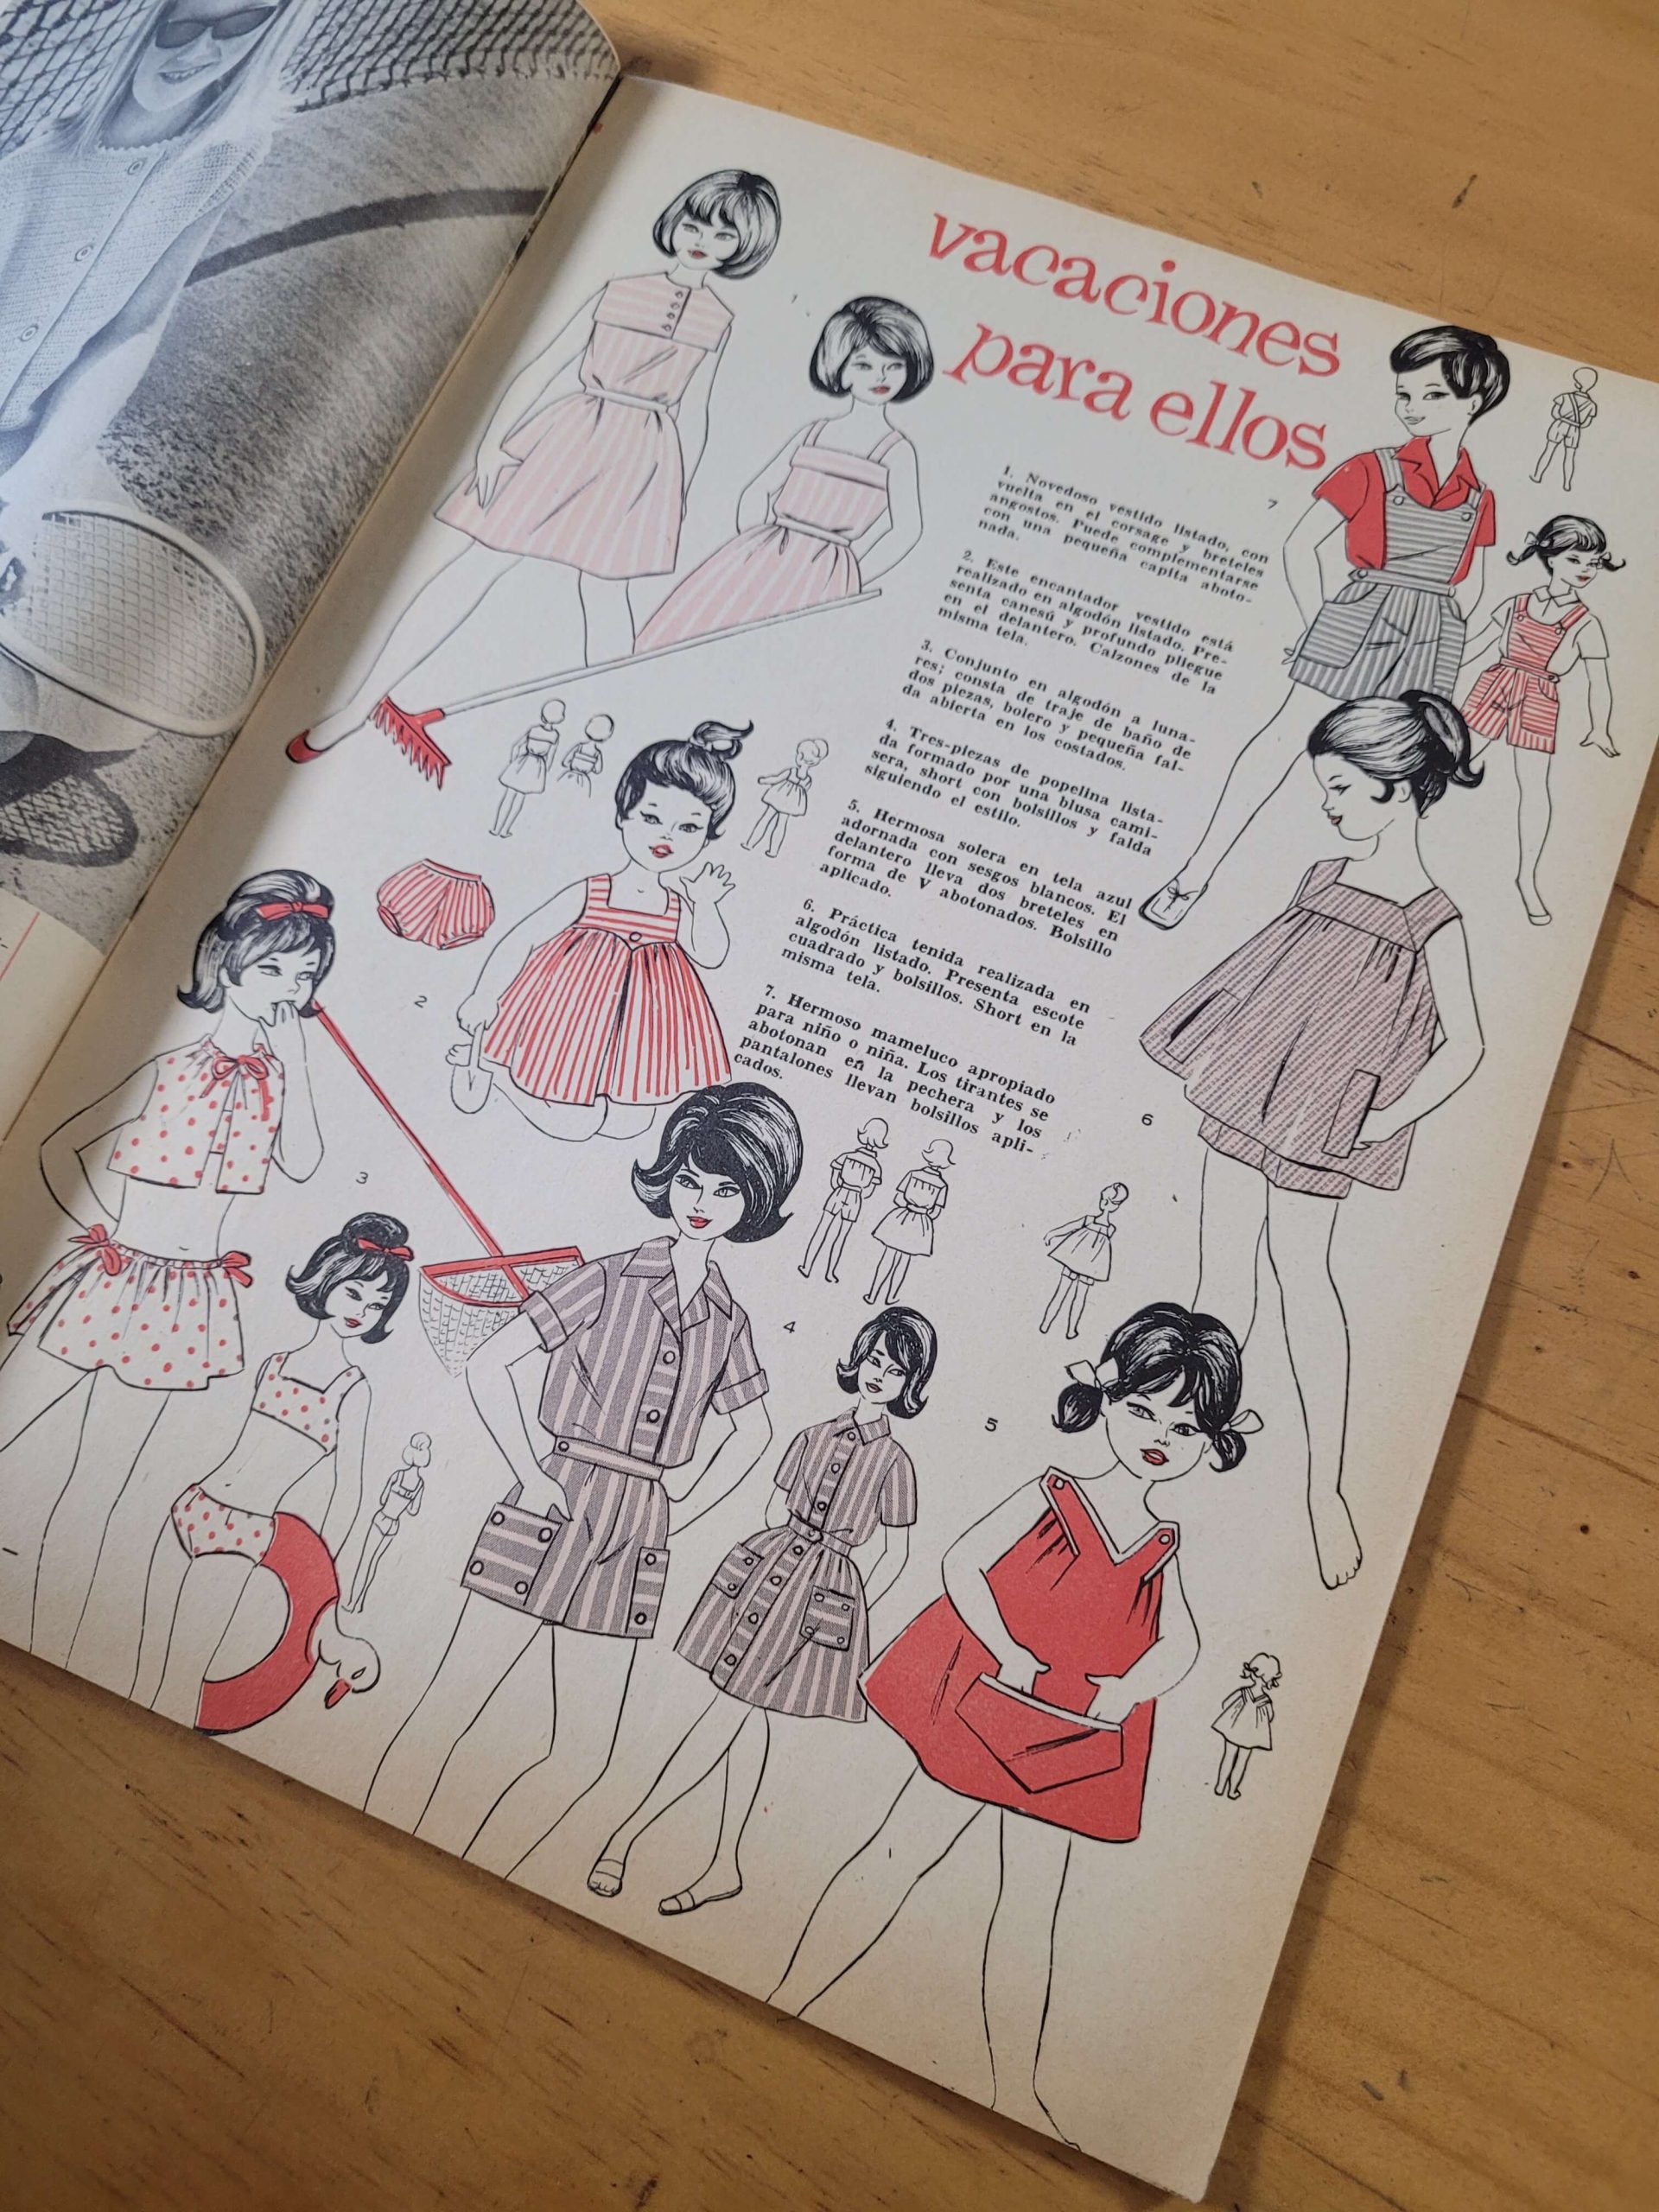 vacaciones
para ellos
1. Novedoso vestido listado, con
vuelta en el corsage y breteles
angostos. Puede complementarse
con una pequeña capita aboto-
nada.
2. Este encantador vestido está
realizado en algodón listado. Pre-
senta canesú y profundo pliegue
en el delantero. Calzones de la
misma tela.
3. Conjunto en algodón a luna-
res; consta de traje de baño de
dos piezas, bolero y pequeña fal-
da abierta en los costados.
4. Tres-piezas de popelina lista-
da formado por una blusa cami-
sera, short con bolsillos y falda
siguiendo el estilo.
5. Hermosa solera en tela azul
adornada con sesgos blancos. El
delantero lleva dos breteles en
forma de V abotonados. Bolsillo
aplicado.
6. Práctica tenida realizada en
algodón listado. Presenta escote
cuadrado y bolsillos. Short en la
misma tela.
7. Hermoso mameluco apropiado
para niño o niña. Los tirantes se
abotonan en la pechera y los
pantalones llevan bolsillos apli-
cados.
1
7
2
6
3
4
5